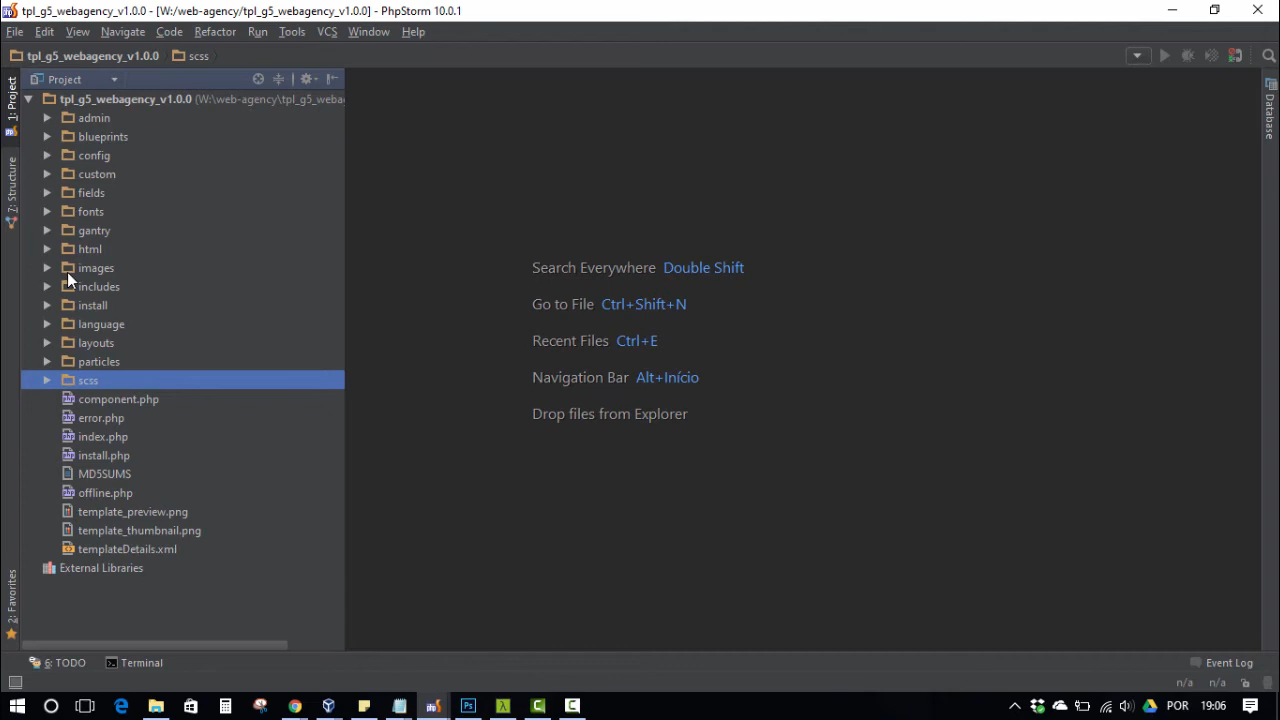 tpl_g5_webagency_v1.0.0 - [W:/web-agency/tpl_g5_webagency_v1.0.0] - PhpStorm 10.0.1
File Edit View Navigate Code Refactor Run Tools VCS Window Help
tpl_g5_webagency_v1.0.0 scss
1: Project
Project
tpl_g5_webagency_v1.0.0 (W:\web-agency\tpl_g5_weba
admin
blueprints
config
custom
fields
fonts
gantry
html
images
includes
install
language
layouts
particles
scss
component.php
error.php
index.php
install.php
MD5SUMS
offline.php
template_preview.png
template_thumbnail.png
templateDetails.xml
External Libraries
7: Structure
2: Favorites
Search Everywhere Double Shift
Go to File Ctrl+Shift+N
Recent Files Ctrl+E
Navigation Bar Alt+Início
Drop files from Explorer
Database
6: TODO Terminal Event Log
n/a n/a
POR 19:06